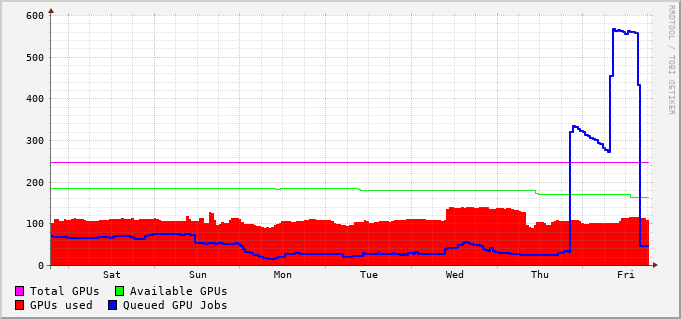 600
500
400
300
200
100
0
Sat Sun Mon Tue Wed Thu Fri
Total GPUs Available GPUs
GPUs used Queued GPU Jobs
RRDTOOL / TOBI OETIKER